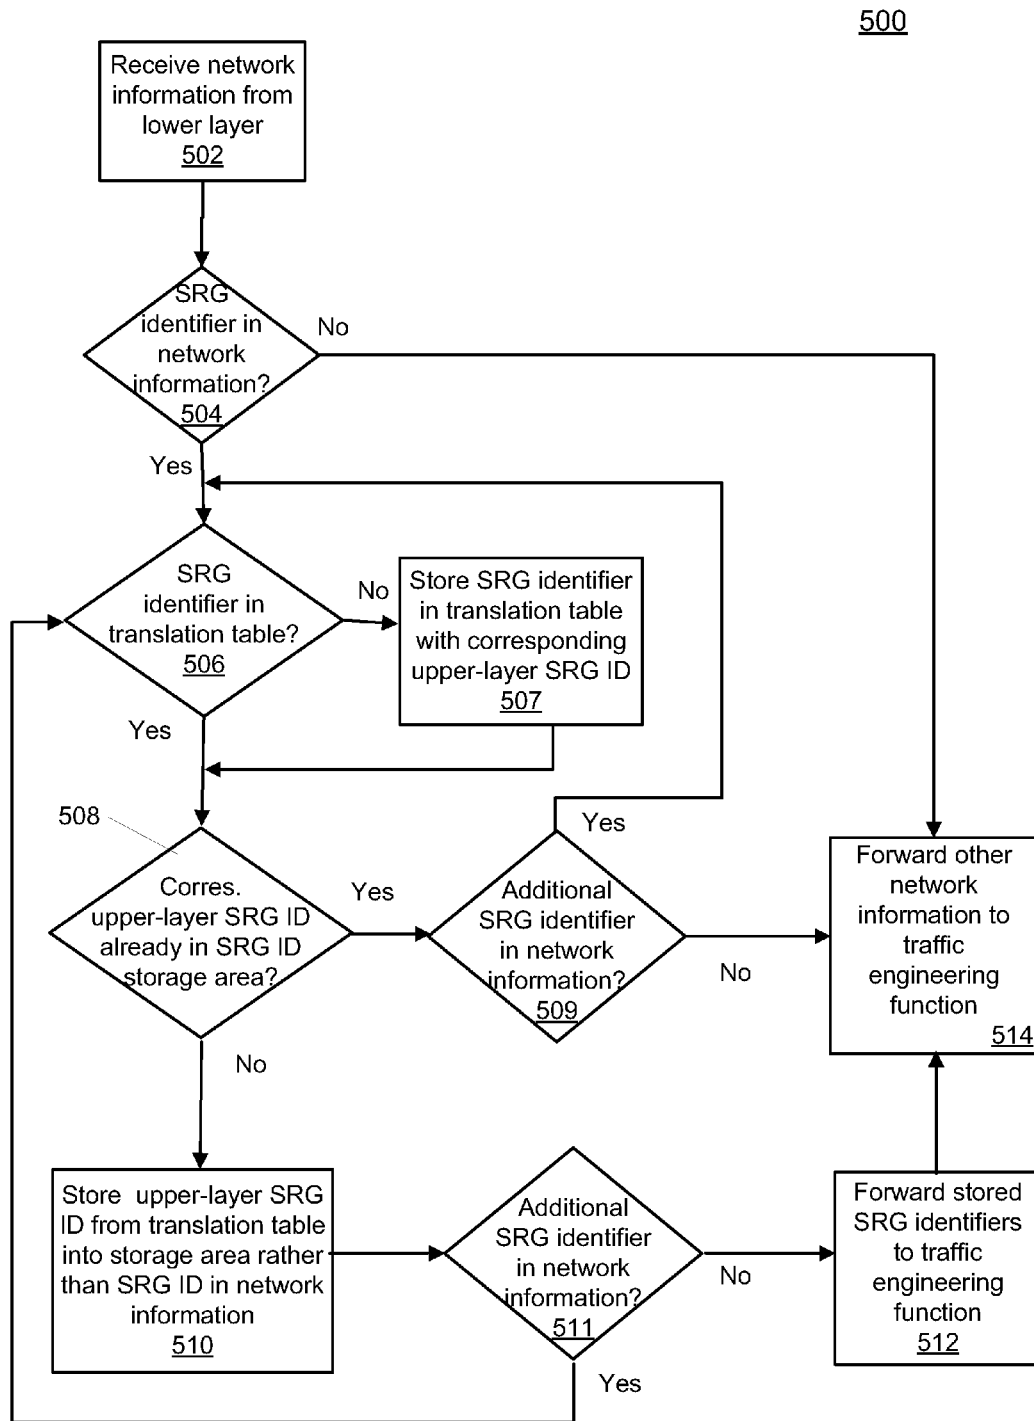 500
Receive network
information from
lower layer
502
SRG
identifier in
network
information?
504
No
Yes
SRG
identifier in
translation table?
506
No
Store SRG identifier
in translation table
with corresponding
upper-layer SRG ID
507
Yes
508
Corres.
upper-layer SRG ID
already in SRG ID
storage area?
Yes
Additional
SRG identifier
in network
information?
509
Yes
No
Forward other
network
information to
traffic
engineering
function
514
No
Store upper-layer SRG
ID from translation table
into storage area rather
than SRG ID in network
information
510
Additional
SRG identifier
in network
information?
511
No
Yes
Forward stored
SRG identifiers
to traffic
engineering
function
512